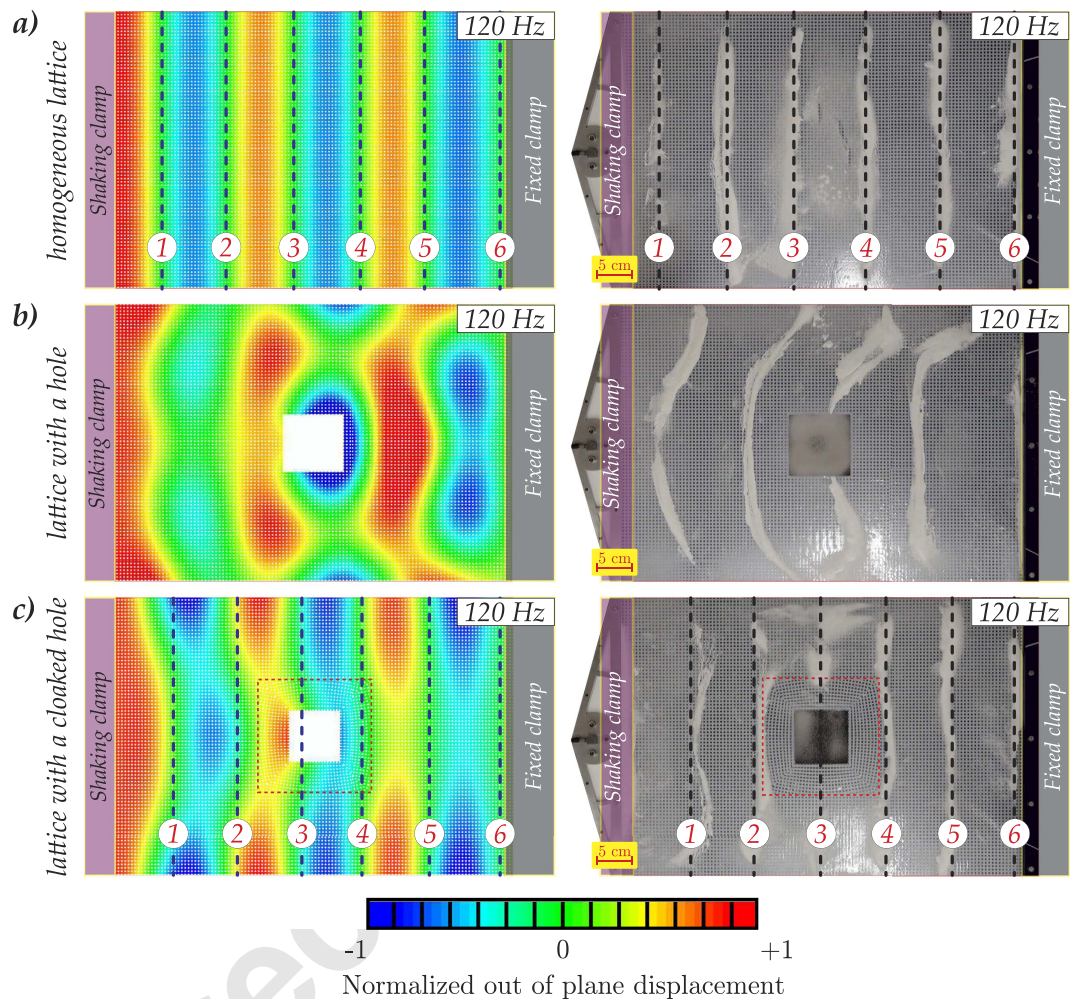 a)
homogeneous lattice
Shaking clamp
120 Hz
Fixed clamp
1 2 3 4 5 6
Shaking clamp
120 Hz
Fixed clamp
1 2 3 4 5 6
5 cm
b)
lattice with a hole
Shaking clamp
120 Hz
Fixed clamp
Shaking clamp
120 Hz
Fixed clamp
5 cm
c)
lattice with a cloaked hole
Shaking clamp
120 Hz
Fixed clamp
1 2 3 4 5 6
Shaking clamp
120 Hz
Fixed clamp
1 2 3 4 5 6
5 cm
-1 0 +1
Normalized out of plane displacement